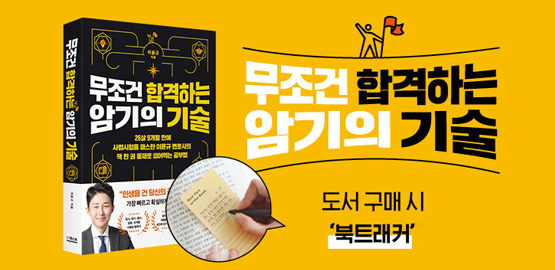 이윤규
무조건 합격하는
암기의 기술
26살 9개월 만에
사법시험을 패스한 이윤규 변호사의
책 한 권 통째로 씹어먹는 공부법
무조건 합격하는 암기의 기술
"인생을 건 당신의
가장 빠르고 확실하
무조건 합격하는
암기의 기술
도서 구매 시
'북트래커'